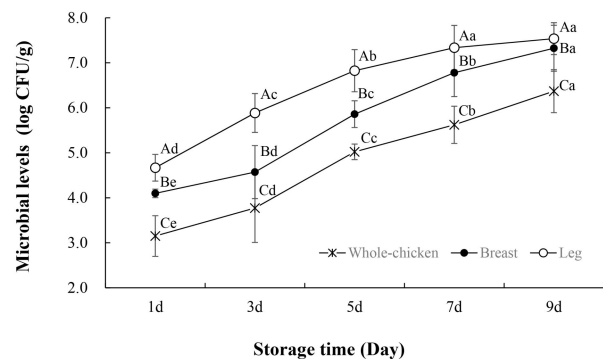 Microbial levels (log CFU/g)
8.0
7.0
6.0
5.0
4.0
3.0
2.0
Ad
Ac
Ab
Aa
Aa
Be
Bd
Bc
Bb
Ba
Ce
Cd
Cc
Cb
Ca
Whole-chicken Breast Leg
1d 3d 5d 7d 9d
Storage time (Day)